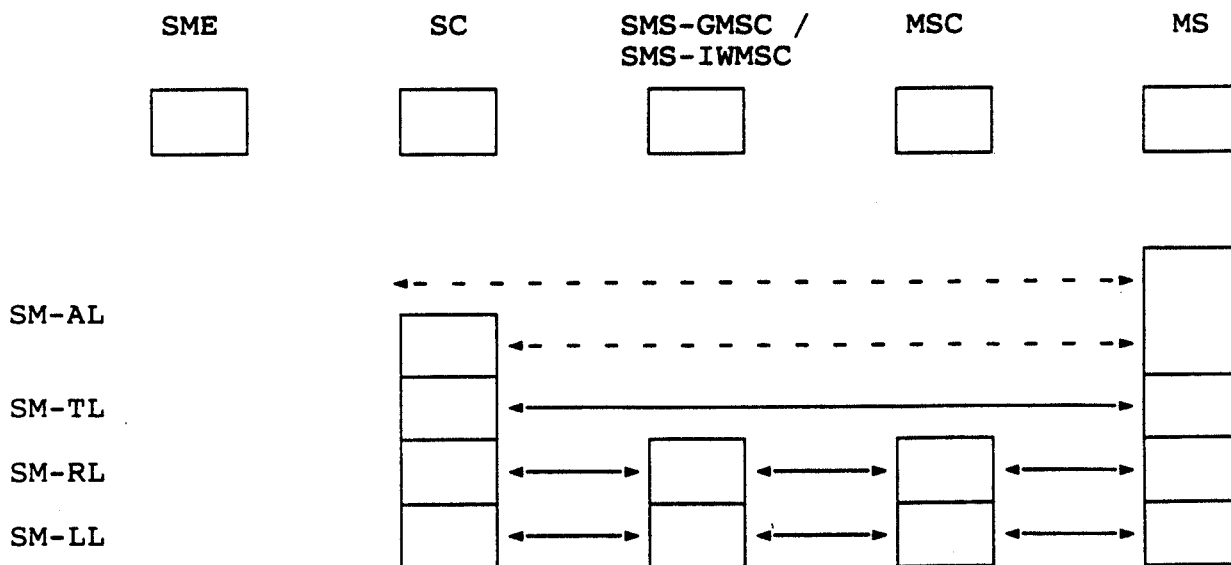 SME SC SMS-GMSC / MSC MS
SMS-IWMSC
SM-AL
SM-TL
SM-RL
SM-LL